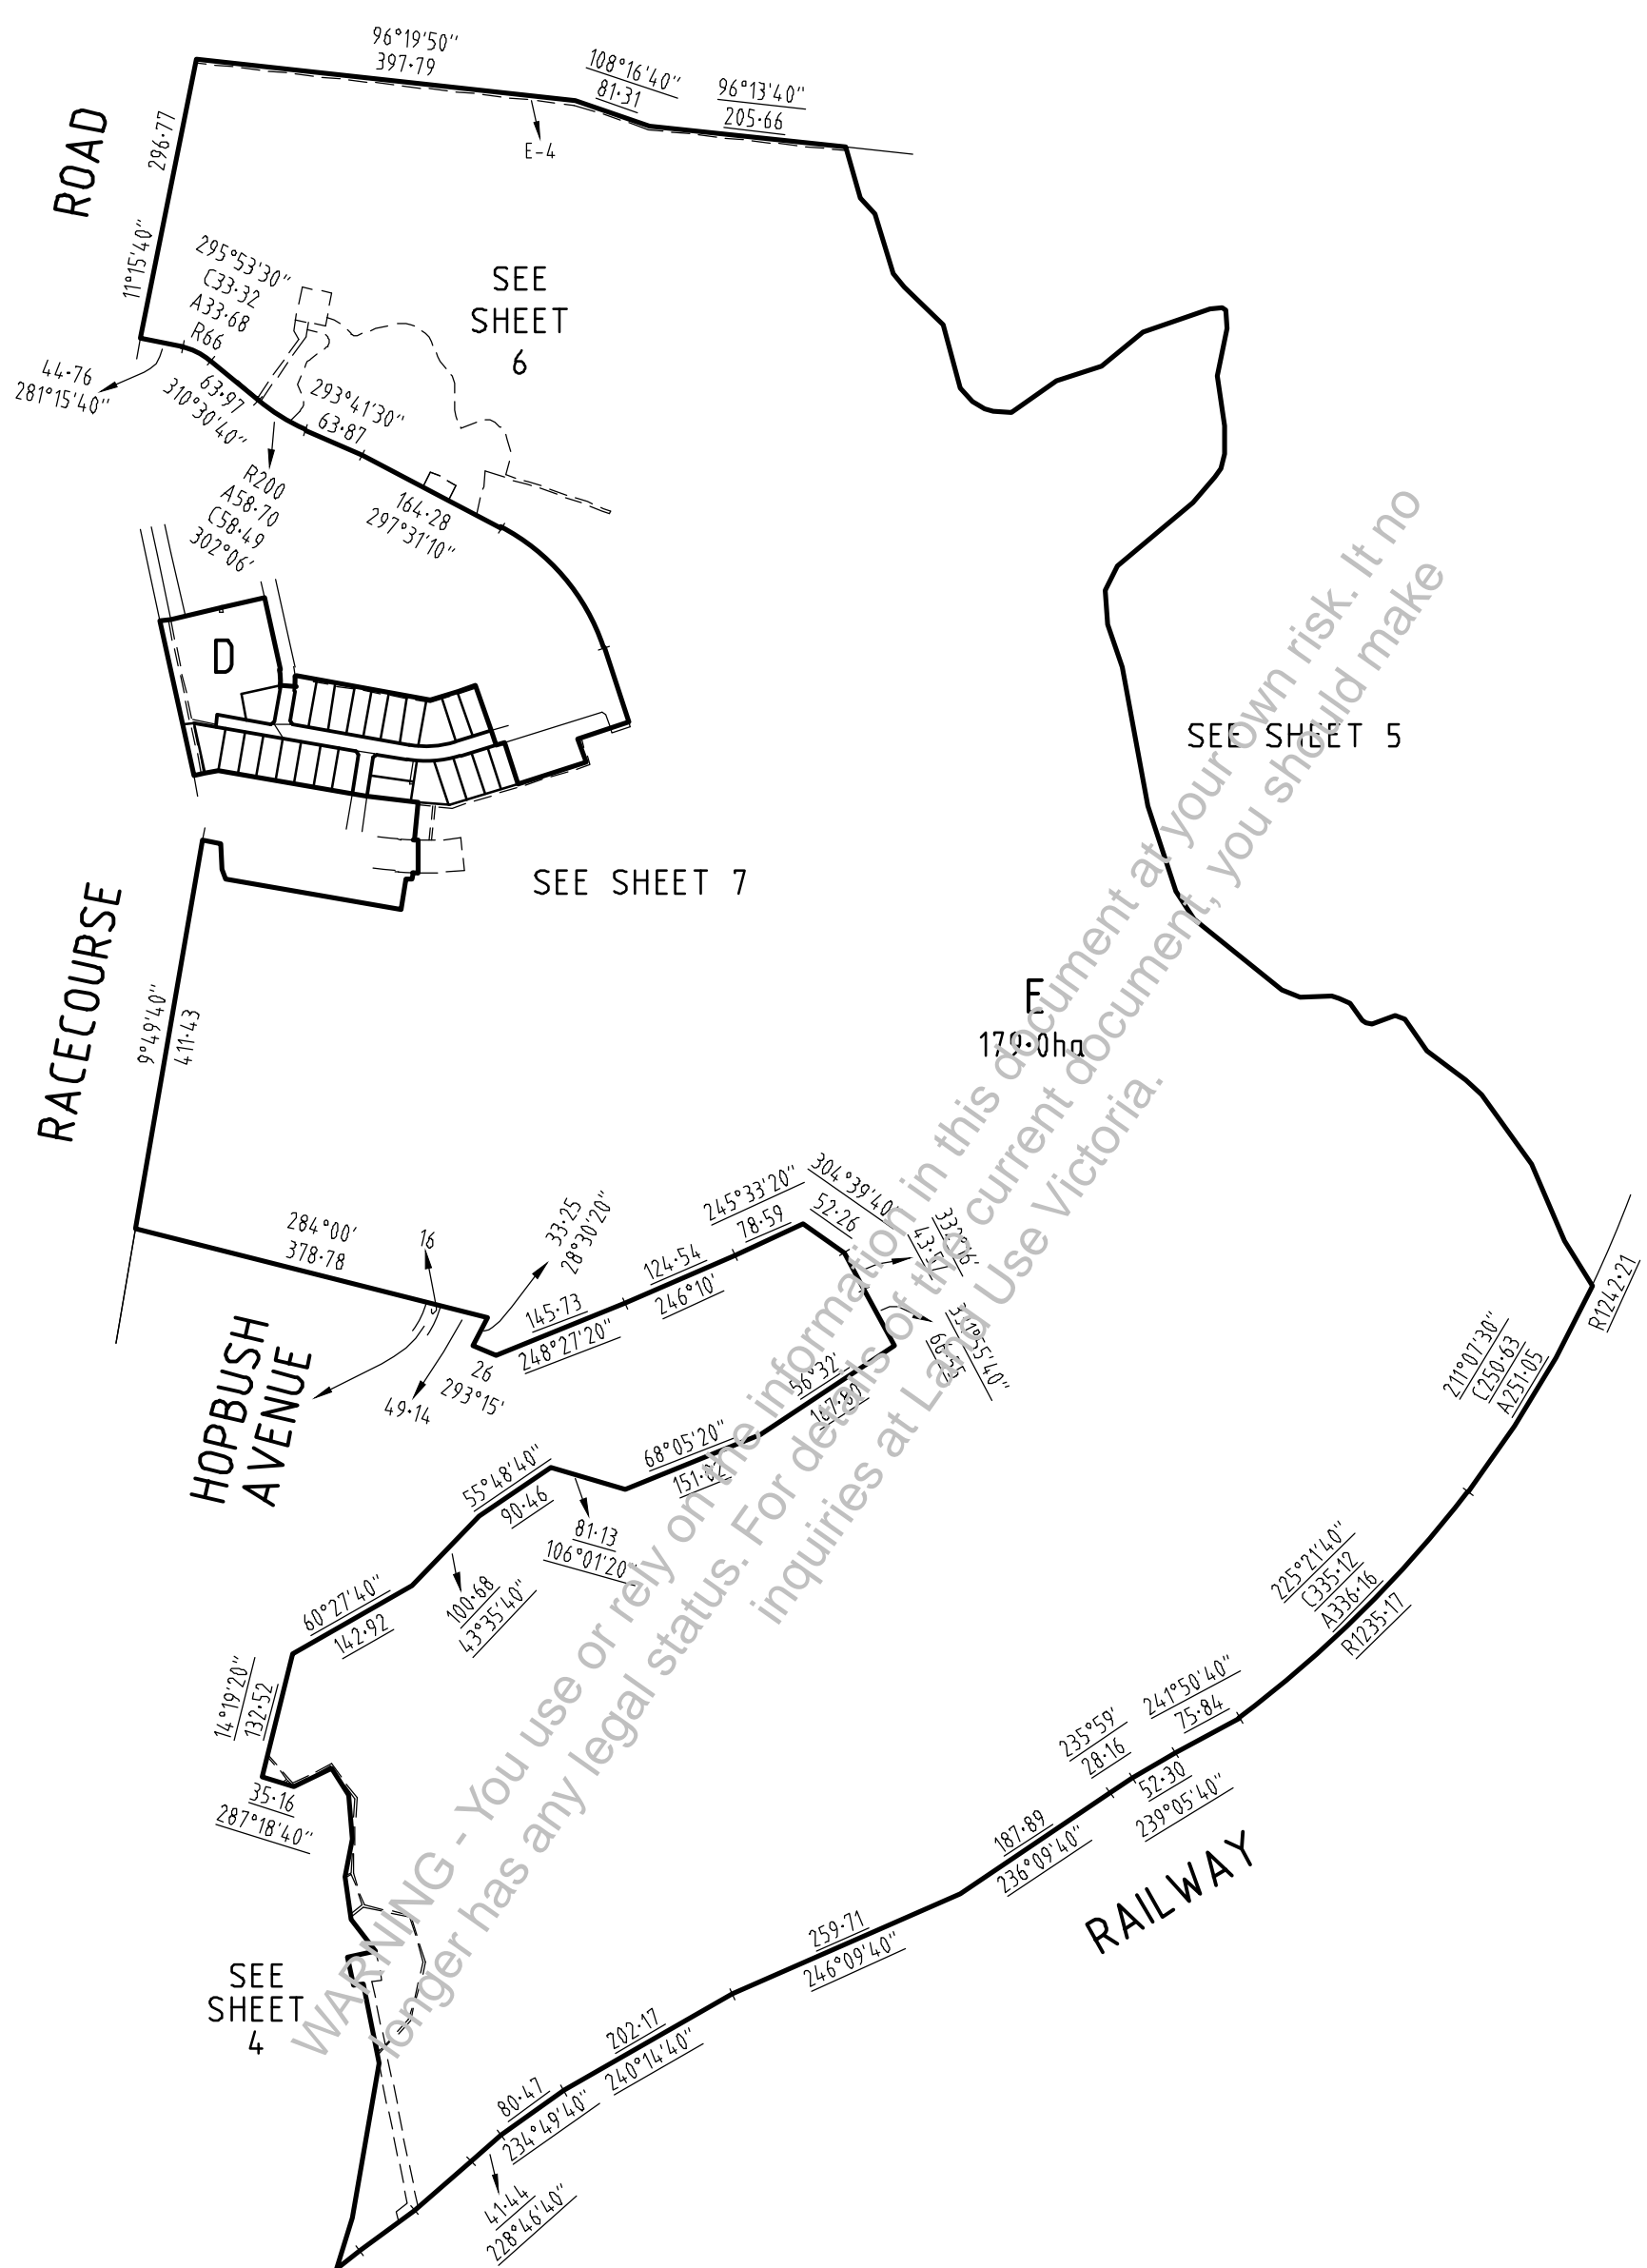 96°19'50"
397·79
108°16'40"
81·31
96°13'40"
205·66
E-4
ROAD
296·77
11°15'40"
295°53'30"
C33·32
A33·68
R66
SEE
SHEET
6
44·76
281°15'40"
63·97
310°30'40"
293°41'30"
63·87
R200
A58·70
C58·49
302°06'
164·28
297°31'10"
D
SEE SHEET 5
SEE SHEET 7
RACECOURSE
9°49'40"
411·43
E
179·0ha
284°00'
378·78
16
33·25
28°30'20"
245°33'20"
78·59
304°39'40"
52·26
332°16'
124·54
246°10'
145·73
248°27'20"
331°55'40"
HOPBUSH
AVENUE
49·14
26
293°15'
56°32'
167·80
68°05'20"
151·02
55°48'40"
90·46
81·13
106°01'20"
100·68
43°35'40"
60°27'40"
142·92
14°19'20"
132·52
35·16
287°18'40"
R1242·21
211°07'30"
C250·63
A251·05
225°21'40"
C335·12
A336·16
R1235·17
241°50'40"
75·84
235°59'
28·16
52·30
239°05'40"
187·89
236°09'40"
RAILWAY
259·71
246°09'40"
SEE
SHEET
4
202·17
240°14'40"
80·47
234°49'40"
41·44
228°46'40"
WARNING - You use or rely on the information in this document at your own risk. It no
longer has any legal status. For details of the current document, you should make
inquiries at Land Use Victoria.